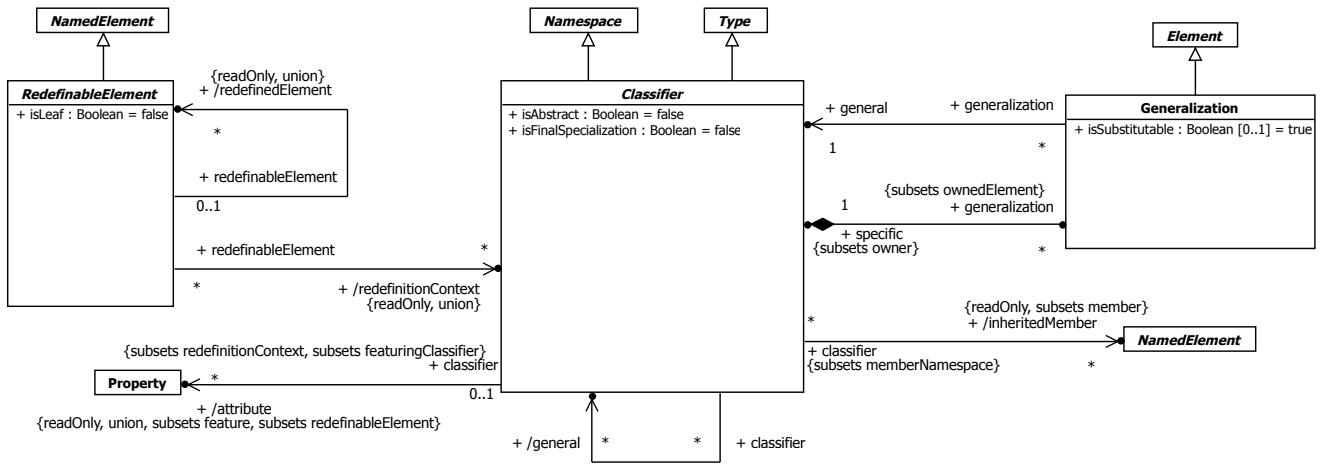 NamedElement
Namespace
Type
Element
RedefinableElement
+ isLeaf : Boolean = false
{readOnly, union}
+ /redefinedElement
*
+ redefinableElement
0..1
+ redefinableElement
*
*
+ /redefinitionContext
{readOnly, union}
Classifier
+ isAbstract : Boolean = false
+ isFinalSpecialization : Boolean = false
+ general
+ generalization
1
*
Generalization
+ isSubstitutable : Boolean [0..1] = true
{subsets ownedElement}
1
+ generalization
+ specific
{subsets owner}
*
{readOnly, subsets member}
+ /inheritedMember
*
+ classifier
{subsets memberNamespace}
*
NamedElement
{subsets redefinitionContext, subsets featuringClassifier}
+ classifier
Property
*
0..1
+ /attribute
{readOnly, union, subsets feature, subsets redefinableElement}
+ /general
*
*
+ classifier